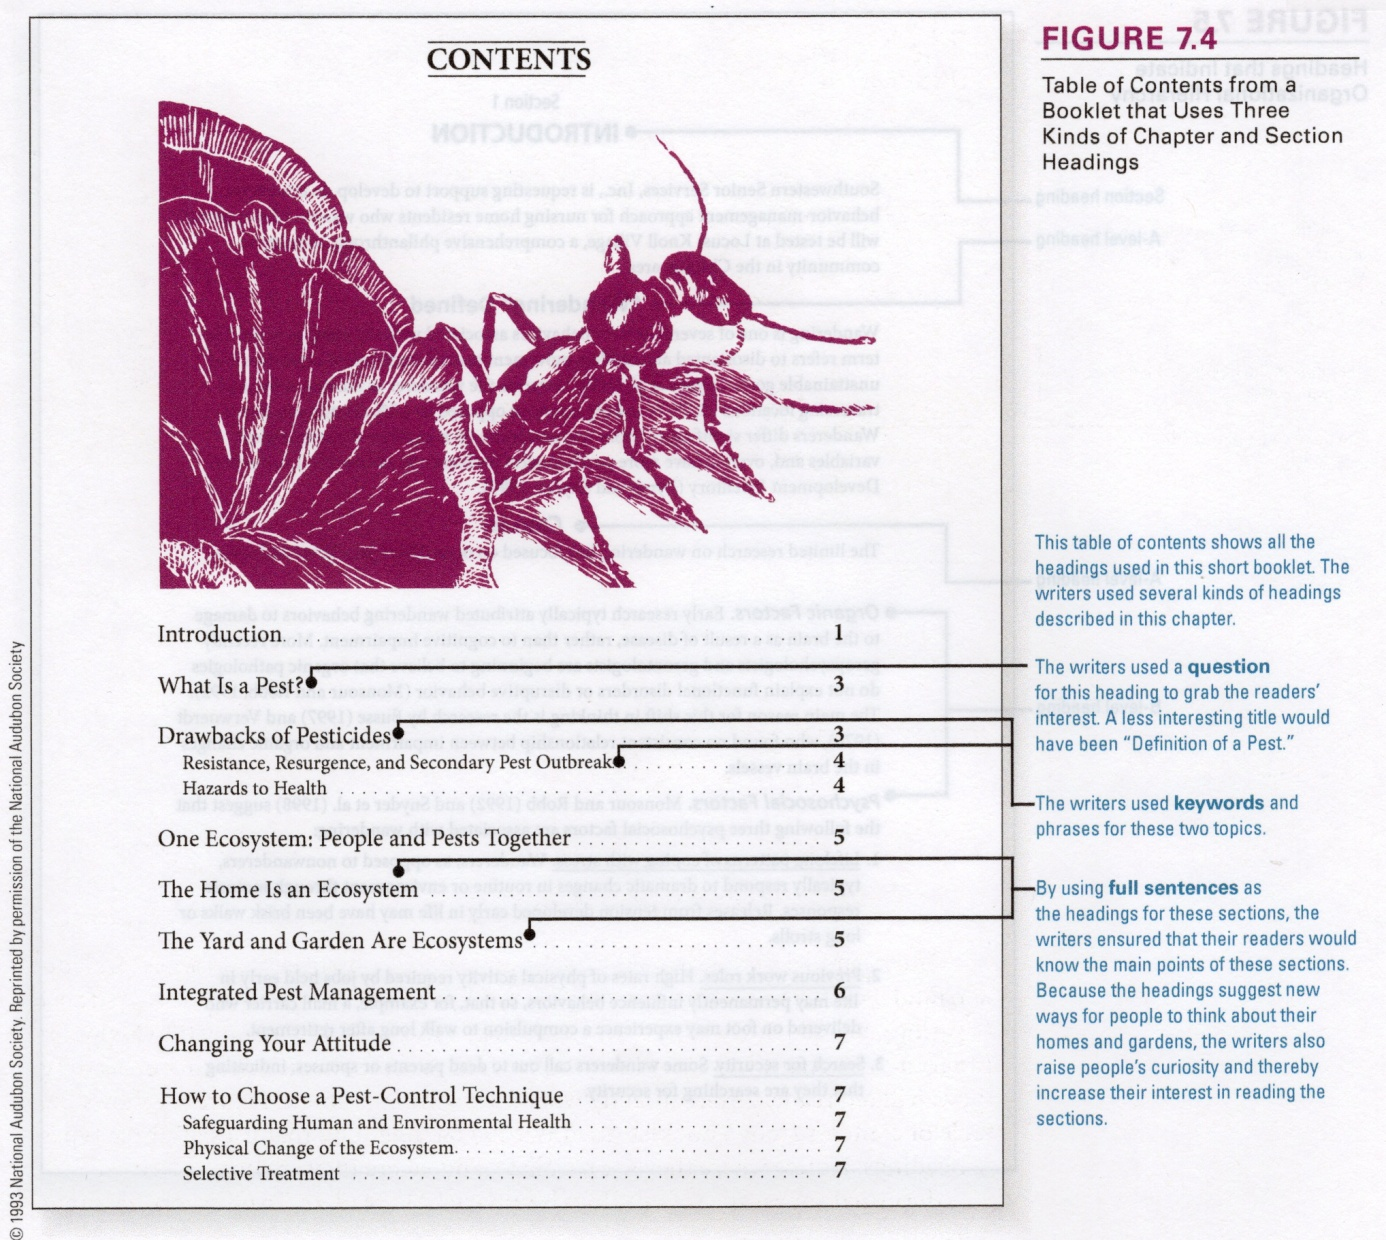 CONTENTS
Introduction 1
What Is a Pest? 3
Drawbacks of Pesticides 3
Resistance, Resurgence, and Secondary Pest Outbreaks 4
Hazards to Health 4
One Ecosystem: People and Pests Together 5
The Home Is an Ecosystem 5
The Yard and Garden Are Ecosystems 5
Integrated Pest Management 6
Changing Your Attitude 7
How to Choose a Pest-Control Technique 7
Safeguarding Human and Environmental Health 7
Physical Change of the Ecosystem 7
Selective Treatment 7
© 1993 National Audubon Society. Reprinted by permission of the National Audubon Society
FIGURE 7.4
Table of Contents from a
Booklet that Uses Three
Kinds of Chapter and Section
Headings
This table of contents shows all the
headings used in this short booklet. The
writers used several kinds of headings
described in this chapter.
The writers used a question
for this heading to grab the readers'
interest. A less interesting title would
have been "Definition of a Pest."
The writers used keywords and
phrases for these two topics.
By using full sentences as
the headings for these sections, the
writers ensured that their readers would
know the main points of these sections.
Because the headings suggest new
ways for people to think about their
homes and gardens, the writers also
raise people's curiosity and thereby
increase their interest in reading the
sections.